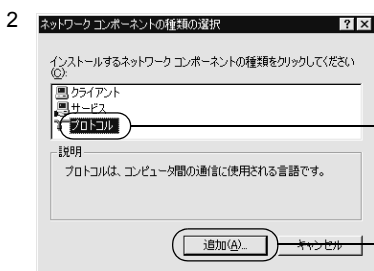 2
ネットワーク コンポーネントの種類の選択
インストールするネットワーク コンポーネントの種類をクリックしてください
(C):
クライアント
サービス
プロトコル
説明
プロトコルは、コンピュータ間の通信に使用される言語です。
追加(A)... キャンセル